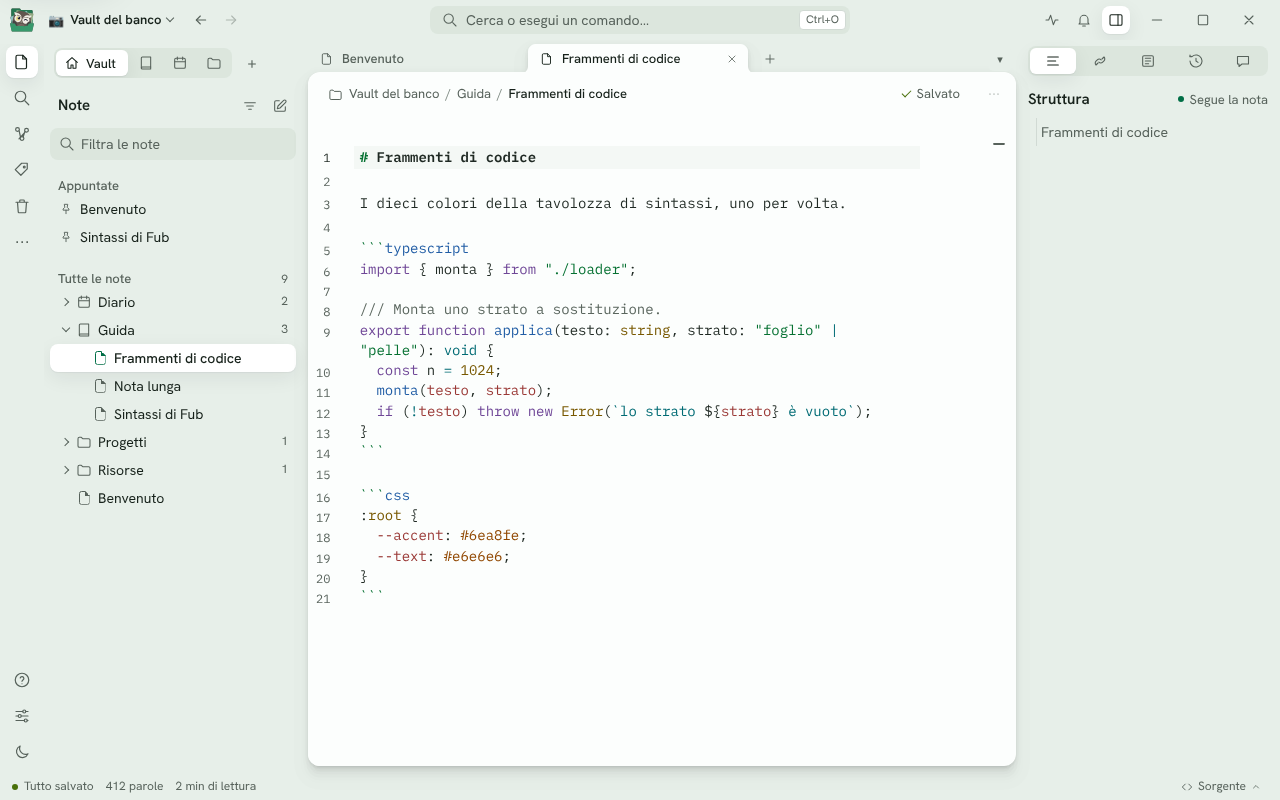 Vault del banco
Cerca o esegui un comando…
Ctrl+O
Vault
Benvenuto
Frammenti di codice
Note
Filtra le note
Appuntate
Benvenuto
Sintassi di Fub
Tutte le note 9
Diario 2
Guida 3
Frammenti di codice
Nota lunga
Sintassi di Fub
Progetti 1
Risorse 1
Benvenuto
Vault del banco / Guida / Frammenti di codice
Salvato
1 # Frammenti di codice
2
3 I dieci colori della tavolozza di sintassi, uno per volta.
4
5 ```typescript
6 import { monta } from "./loader";
7
8 /// Monta uno strato a sostituzione.
9 export function applica(testo: string, strato: "foglio" |
"pelle"): void {
10   const n = 1024;
11   monta(testo, strato);
12   if (!testo) throw new Error(`lo strato ${strato} è vuoto`);
13 }
14 ```
15
16 ```css
17 :root {
18   --accent: #6ea8fe;
19   --text: #e6e6e6;
20 }
21 ```
Struttura
Segue la nota
Frammenti di codice
Tutto salvato 412 parole 2 min di lettura
Sorgente